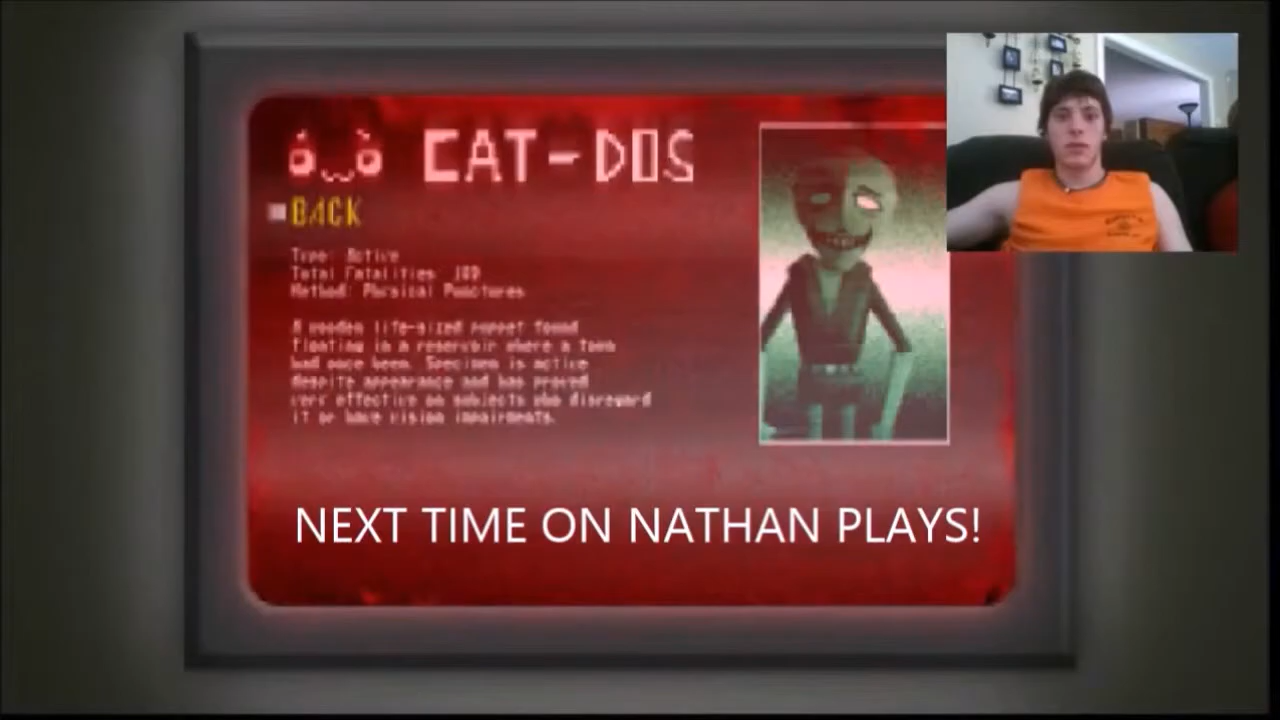 CAT-DOS
BACK
Type: Active
Total Fatalities:
Method: Physical Punctures
A wooden life-sized puppet found
floating in a reservoir where a town
had once been. Specimen is active
despite appearance and has proved
very effective on subjects who disregard
it or have vision impairments.
NEXT TIME ON NATHAN PLAYS!